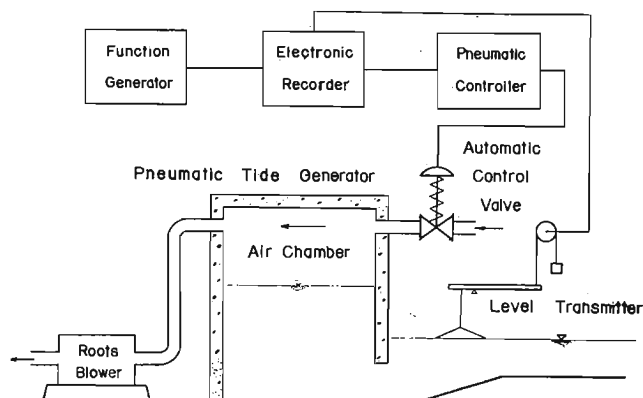 Function
Generator
Electronic
Recorder
Pneumatic
Controller
Automatic
Control
Valve
Pneumatic Tide Generator
Air Chamber
Level Transmitter
Roots
Blower